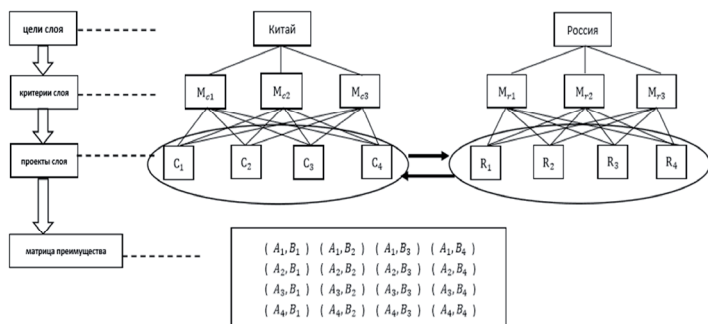 цели слоя
Китай
Россия
критерии слоя
M_{c1} M_{c2} M_{c3}
M_{r1} M_{r2} M_{r3}
проекты слоя
C_1 C_2 C_3 C_4
R_1 R_2 R_3 R_4
матрица преимущества
( A_1, B_1 ) ( A_1, B_2 ) ( A_1, B_3 ) ( A_1, B_4 )
( A_2, B_1 ) ( A_2, B_2 ) ( A_2, B_3 ) ( A_2, B_4 )
( A_3, B_1 ) ( A_3, B_2 ) ( A_3, B_3 ) ( A_3, B_4 )
( A_4, B_1 ) ( A_4, B_2 ) ( A_4, B_3 ) ( A_4, B_4 )